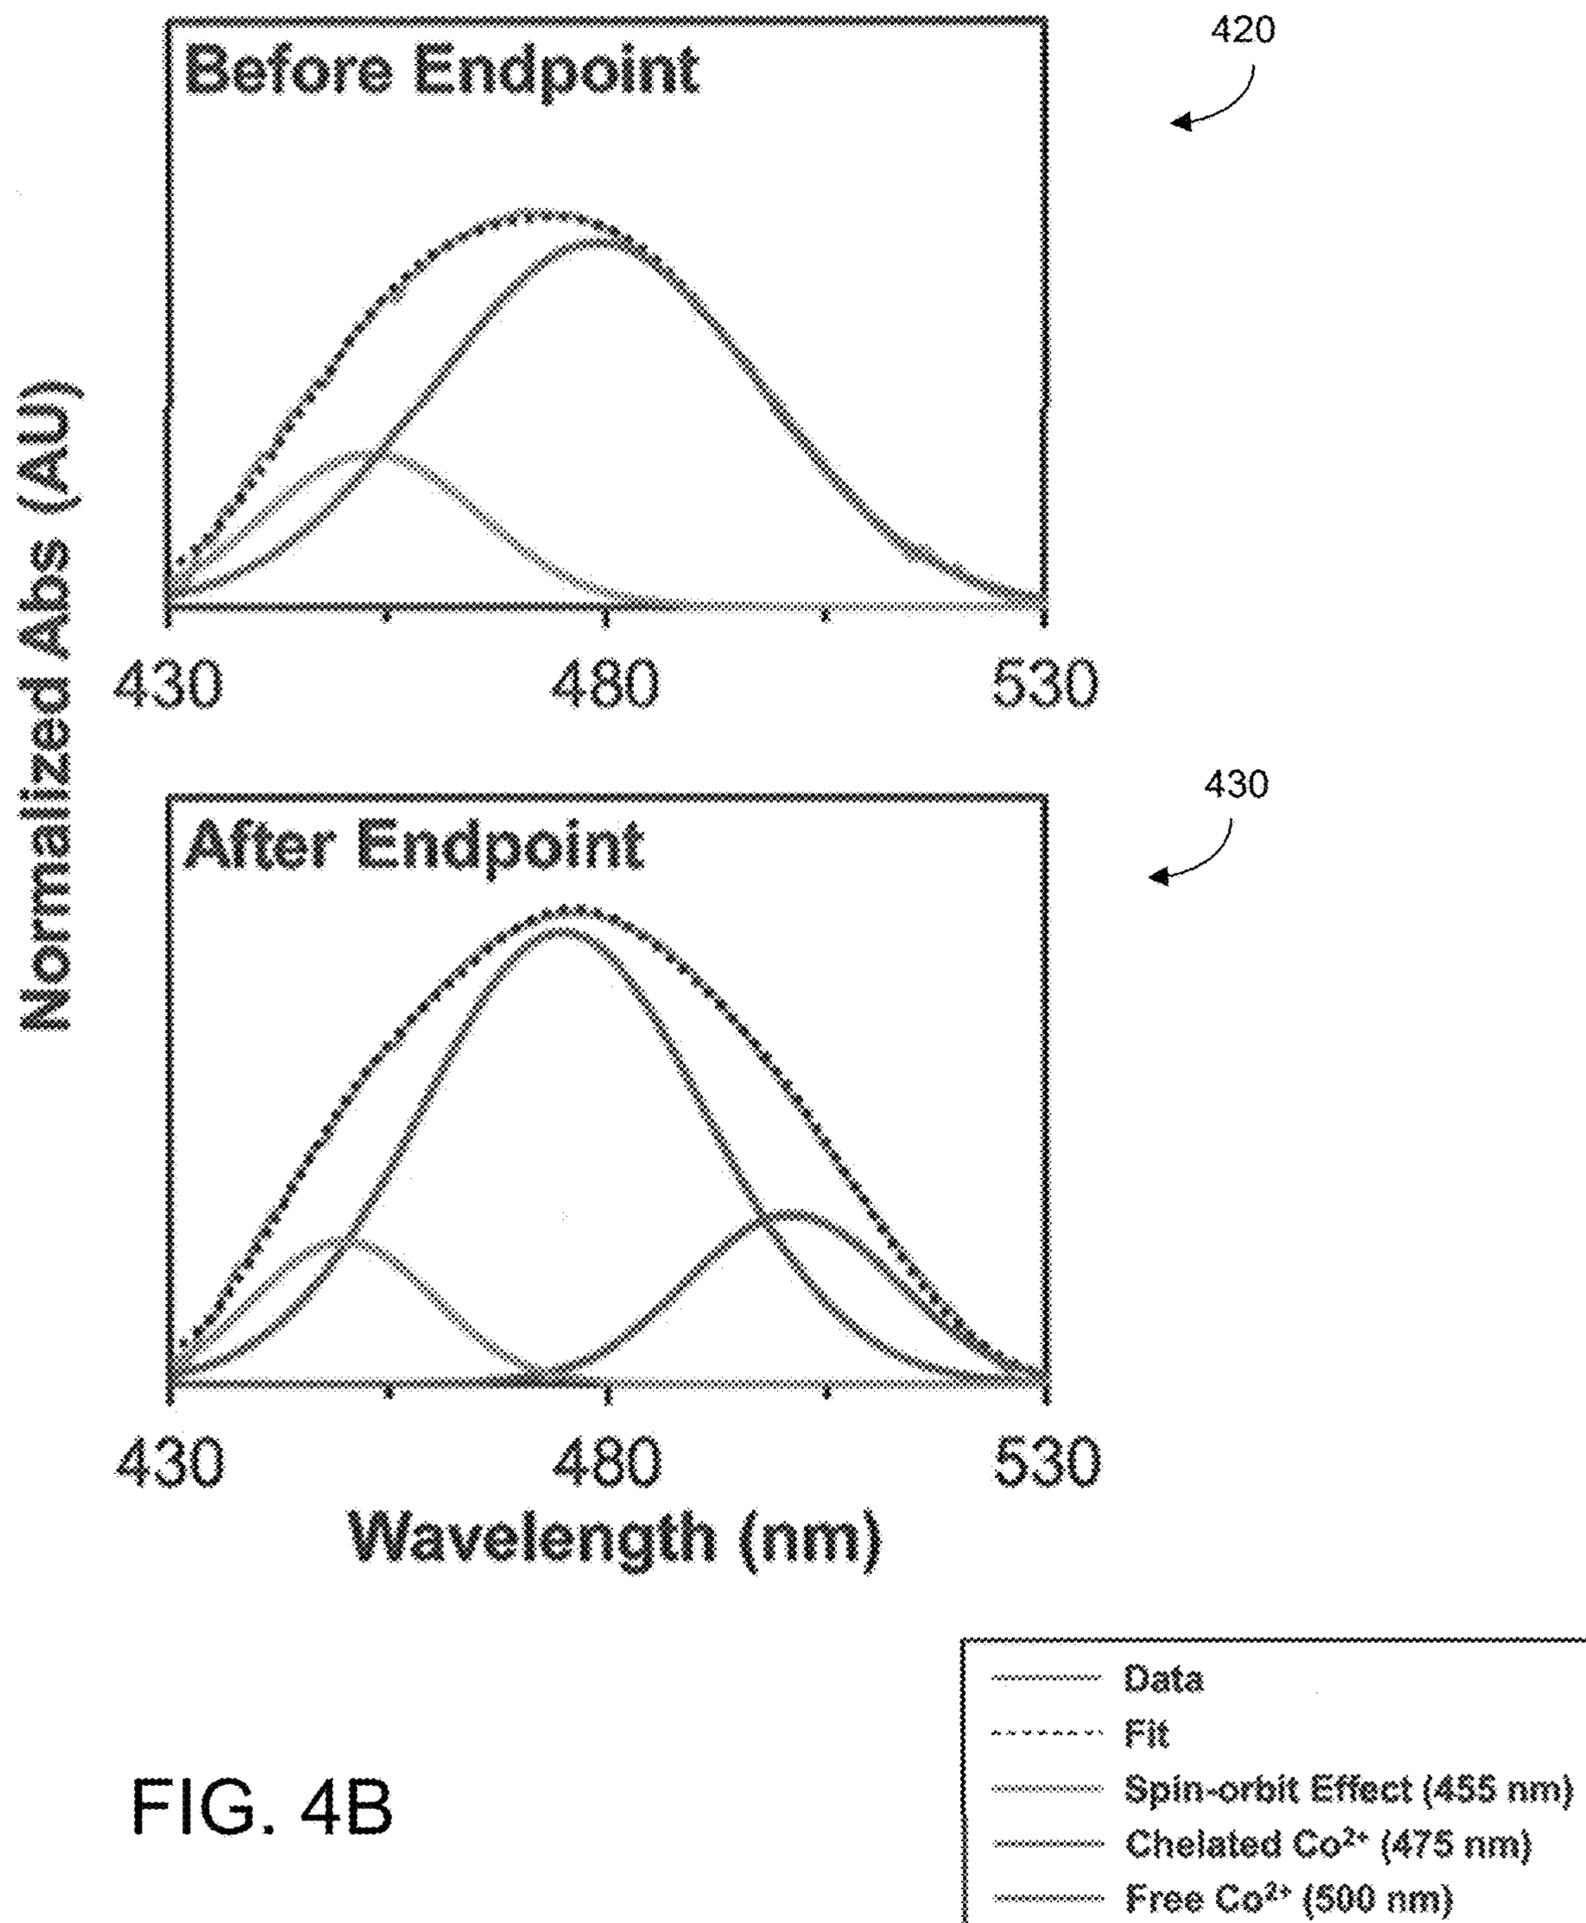 420
Before Endpoint
430 480 530
Normalized Abs (AU)
430
After Endpoint
430 480 530
Wavelength (nm)
Data
Fit
Spin-orbit Effect (455 nm)
Chelated Co²⁺ (475 nm)
Free Co²⁺ (500 nm)
FIG. 4B